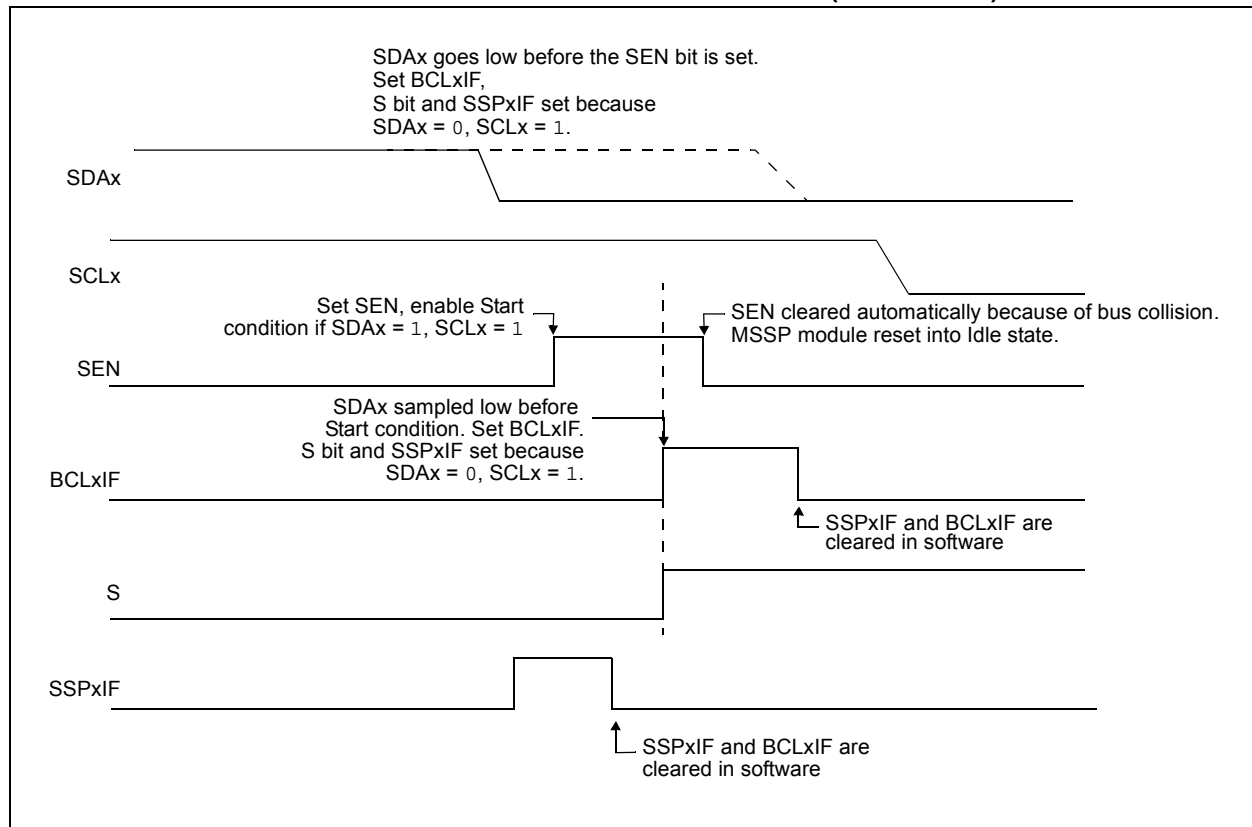 SDAx goes low before the SEN bit is set.
Set BCLxIF,
S bit and SSPxIF set because
SDAx = 0, SCLx = 1.
SDAx
SCLx
Set SEN, enable Start
condition if SDAx = 1, SCLx = 1
SEN cleared automatically because of bus collision.
MSSP module reset into Idle state.
SEN
SDAx sampled low before
Start condition. Set BCLxIF.
S bit and SSPxIF set because
SDAx = 0, SCLx = 1.
BCLxIF
SSPxIF and BCLxIF are
cleared in software
S
SSPxIF
SSPxIF and BCLxIF are
cleared in software